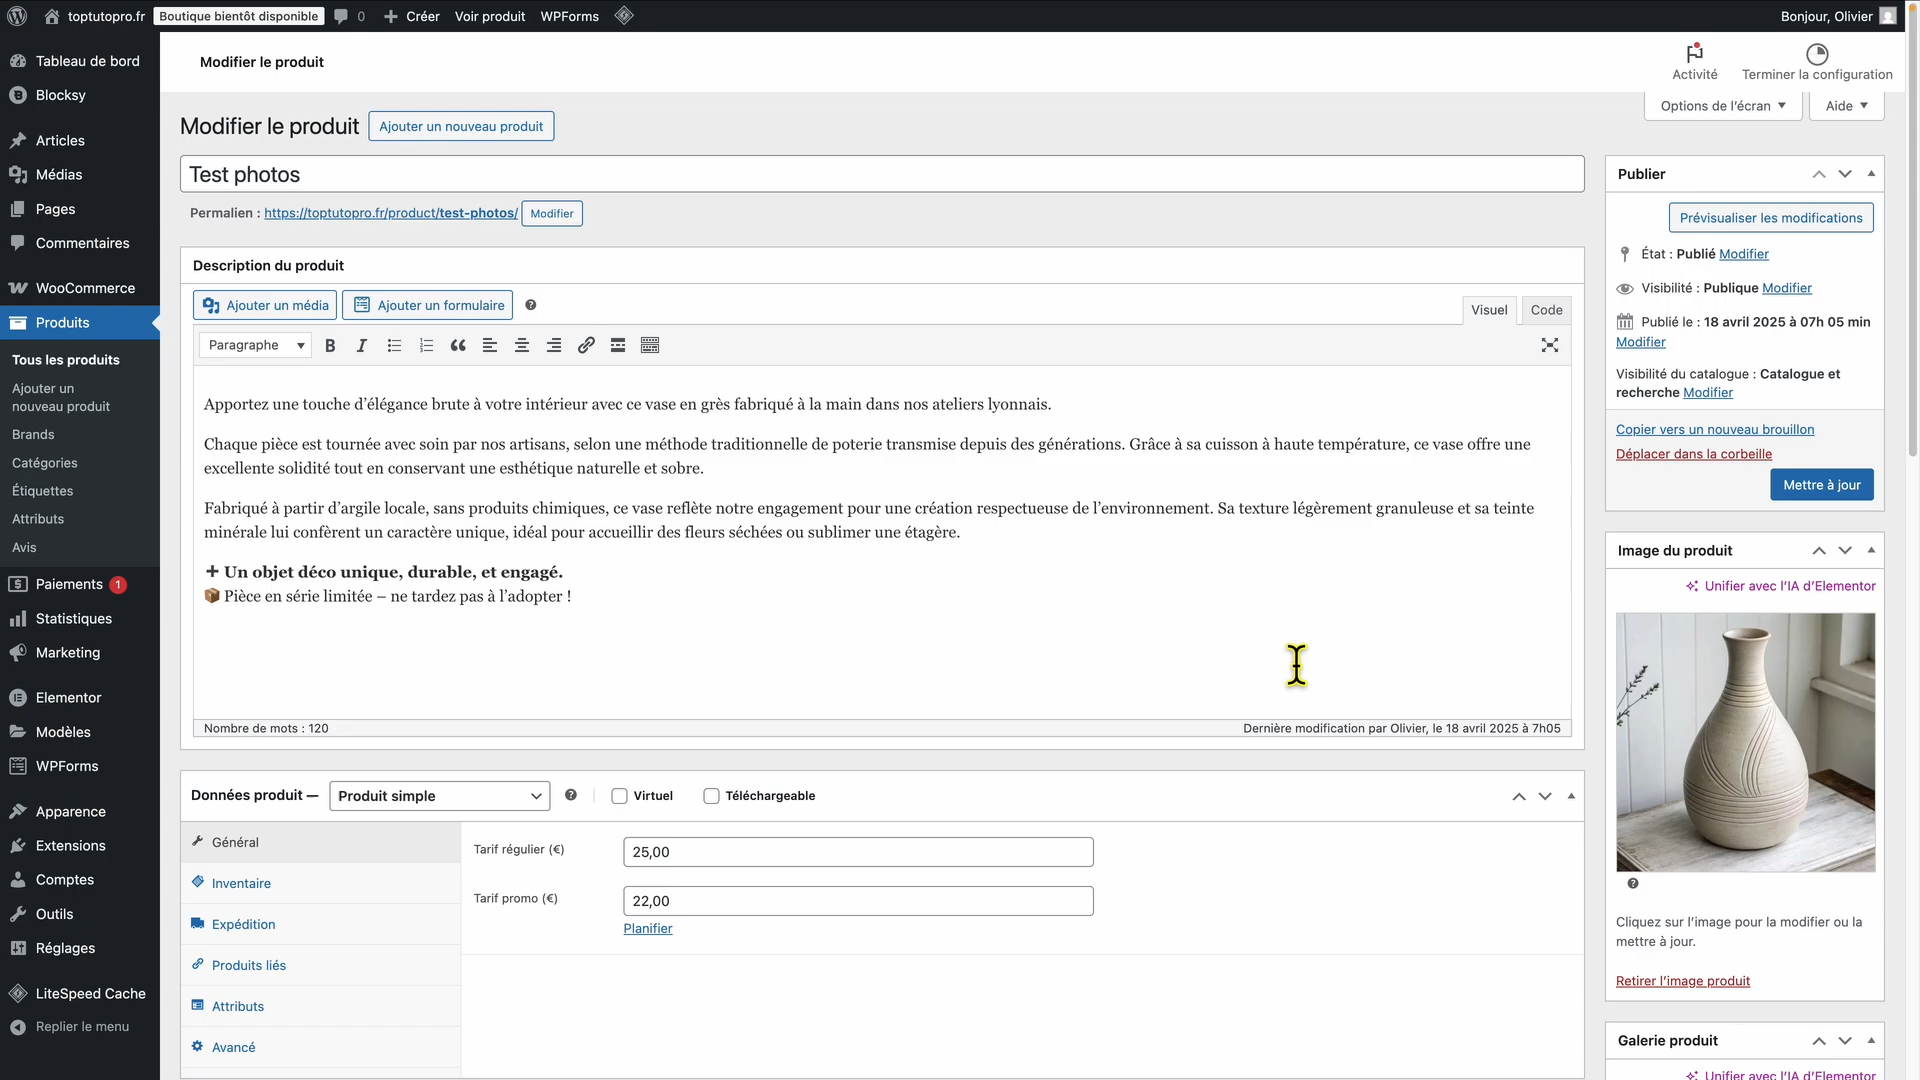 toptutopro.fr Boutique bientôt disponible 0 Créer Voir produit WPForms Bonjour, Olivier
Tableau de bord
Blocksy
Articles
Médias
Pages
Commentaires
WooCommerce
Produits
Tous les produits
Ajouter un
nouveau produit
Brands
Catégories
Étiquettes
Attributs
Avis
Paiements 1
Statistiques
Marketing
Elementor
Modèles
WPForms
Apparence
Extensions
Comptes
Outils
Réglages
LiteSpeed Cache
Replier le menu
Modifier le produit
Activité
Terminer la configuration
Options de l'écran
Aide
Modifier le produit
Ajouter un nouveau produit
Test photos
Permalien : https://toptutopro.fr/product/test-photos/ Modifier
Description du produit
Ajouter un média
Ajouter un formulaire
Visuel
Code
Paragraphe
Apportez une touche d'élégance brute à votre intérieur avec ce vase en grès fabriqué à la main dans nos ateliers lyonnais.
Chaque pièce est tournée avec soin par nos artisans, selon une méthode traditionnelle de poterie transmise depuis des générations. Grâce à sa cuisson à haute température, ce vase offre une
excellente solidité tout en conservant une esthétique naturelle et sobre.
Fabriqué à partir d'argile locale, sans produits chimiques, ce vase reflète notre engagement pour une création respectueuse de l'environnement. Sa texture légèrement granuleuse et sa teinte
minérale lui confèrent un caractère unique, idéal pour accueillir des fleurs séchées ou sublimer une étagère.
➕ Un objet déco unique, durable, et engagé.
📦 Pièce en série limitée – ne tardez pas à l'adopter !
Nombre de mots : 120
Dernière modification par Olivier, le 18 avril 2025 à 7h05
Données produit —
Produit simple
Virtuel
Téléchargeable
Général
Inventaire
Expédition
Produits liés
Attributs
Avancé
Tarif régulier (€)
25,00
Tarif promo (€)
22,00
Planifier
Publier
Prévisualiser les modifications
État : Publié Modifier
Visibilité : Publique Modifier
Publié le : 18 avril 2025 à 07h 05 min
Modifier
Visibilité du catalogue : Catalogue et
recherche Modifier
Copier vers un nouveau brouillon
Déplacer dans la corbeille
Mettre à jour
Image du produit
Unifier avec l'IA d'Elementor
Cliquez sur l'image pour la modifier ou la
mettre à jour.
Retirer l'image produit
Galerie produit
Unifier avec l'IA d'Elementor